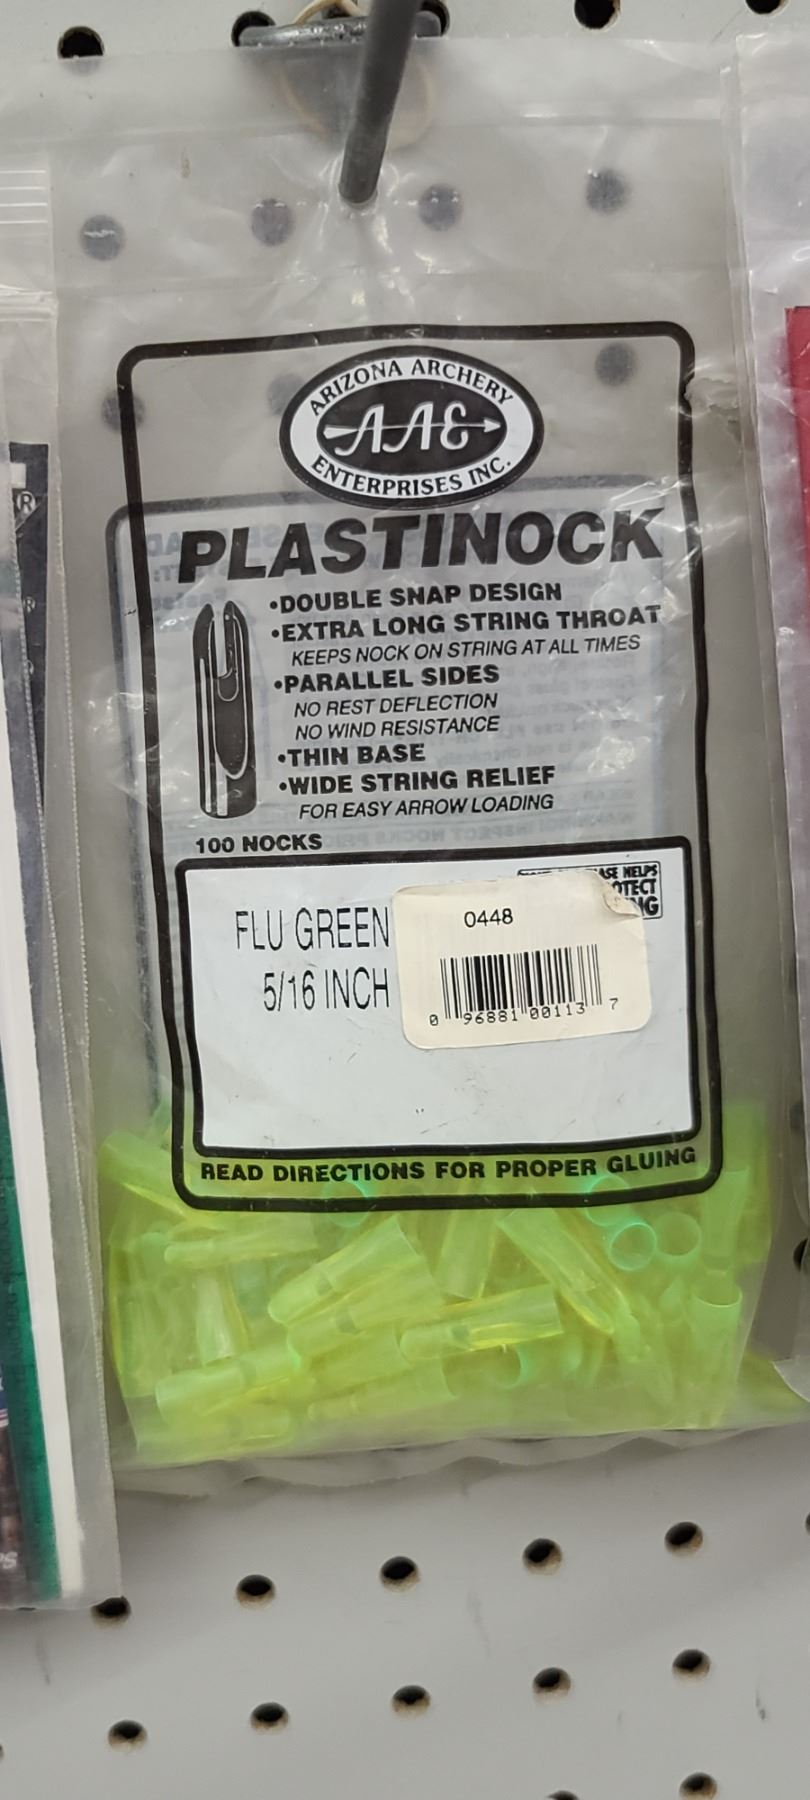 ARIZONA ARCHERY
AAE
ENTERPRISES INC.
PLASTINOCK
•DOUBLE SNAP DESIGN
•EXTRA LONG STRING THROAT
KEEPS NOCK ON STRING AT ALL TIMES
•PARALLEL SIDES
NO REST DEFLECTION
NO WIND RESISTANCE
•THIN BASE
•WIDE STRING RELIEF
FOR EASY ARROW LOADING
100 NOCKS
HELPS
FLU GREEN
0448
5/16 INCH
0 96881 00113 7
READ DIRECTIONS FOR PROPER GLUING